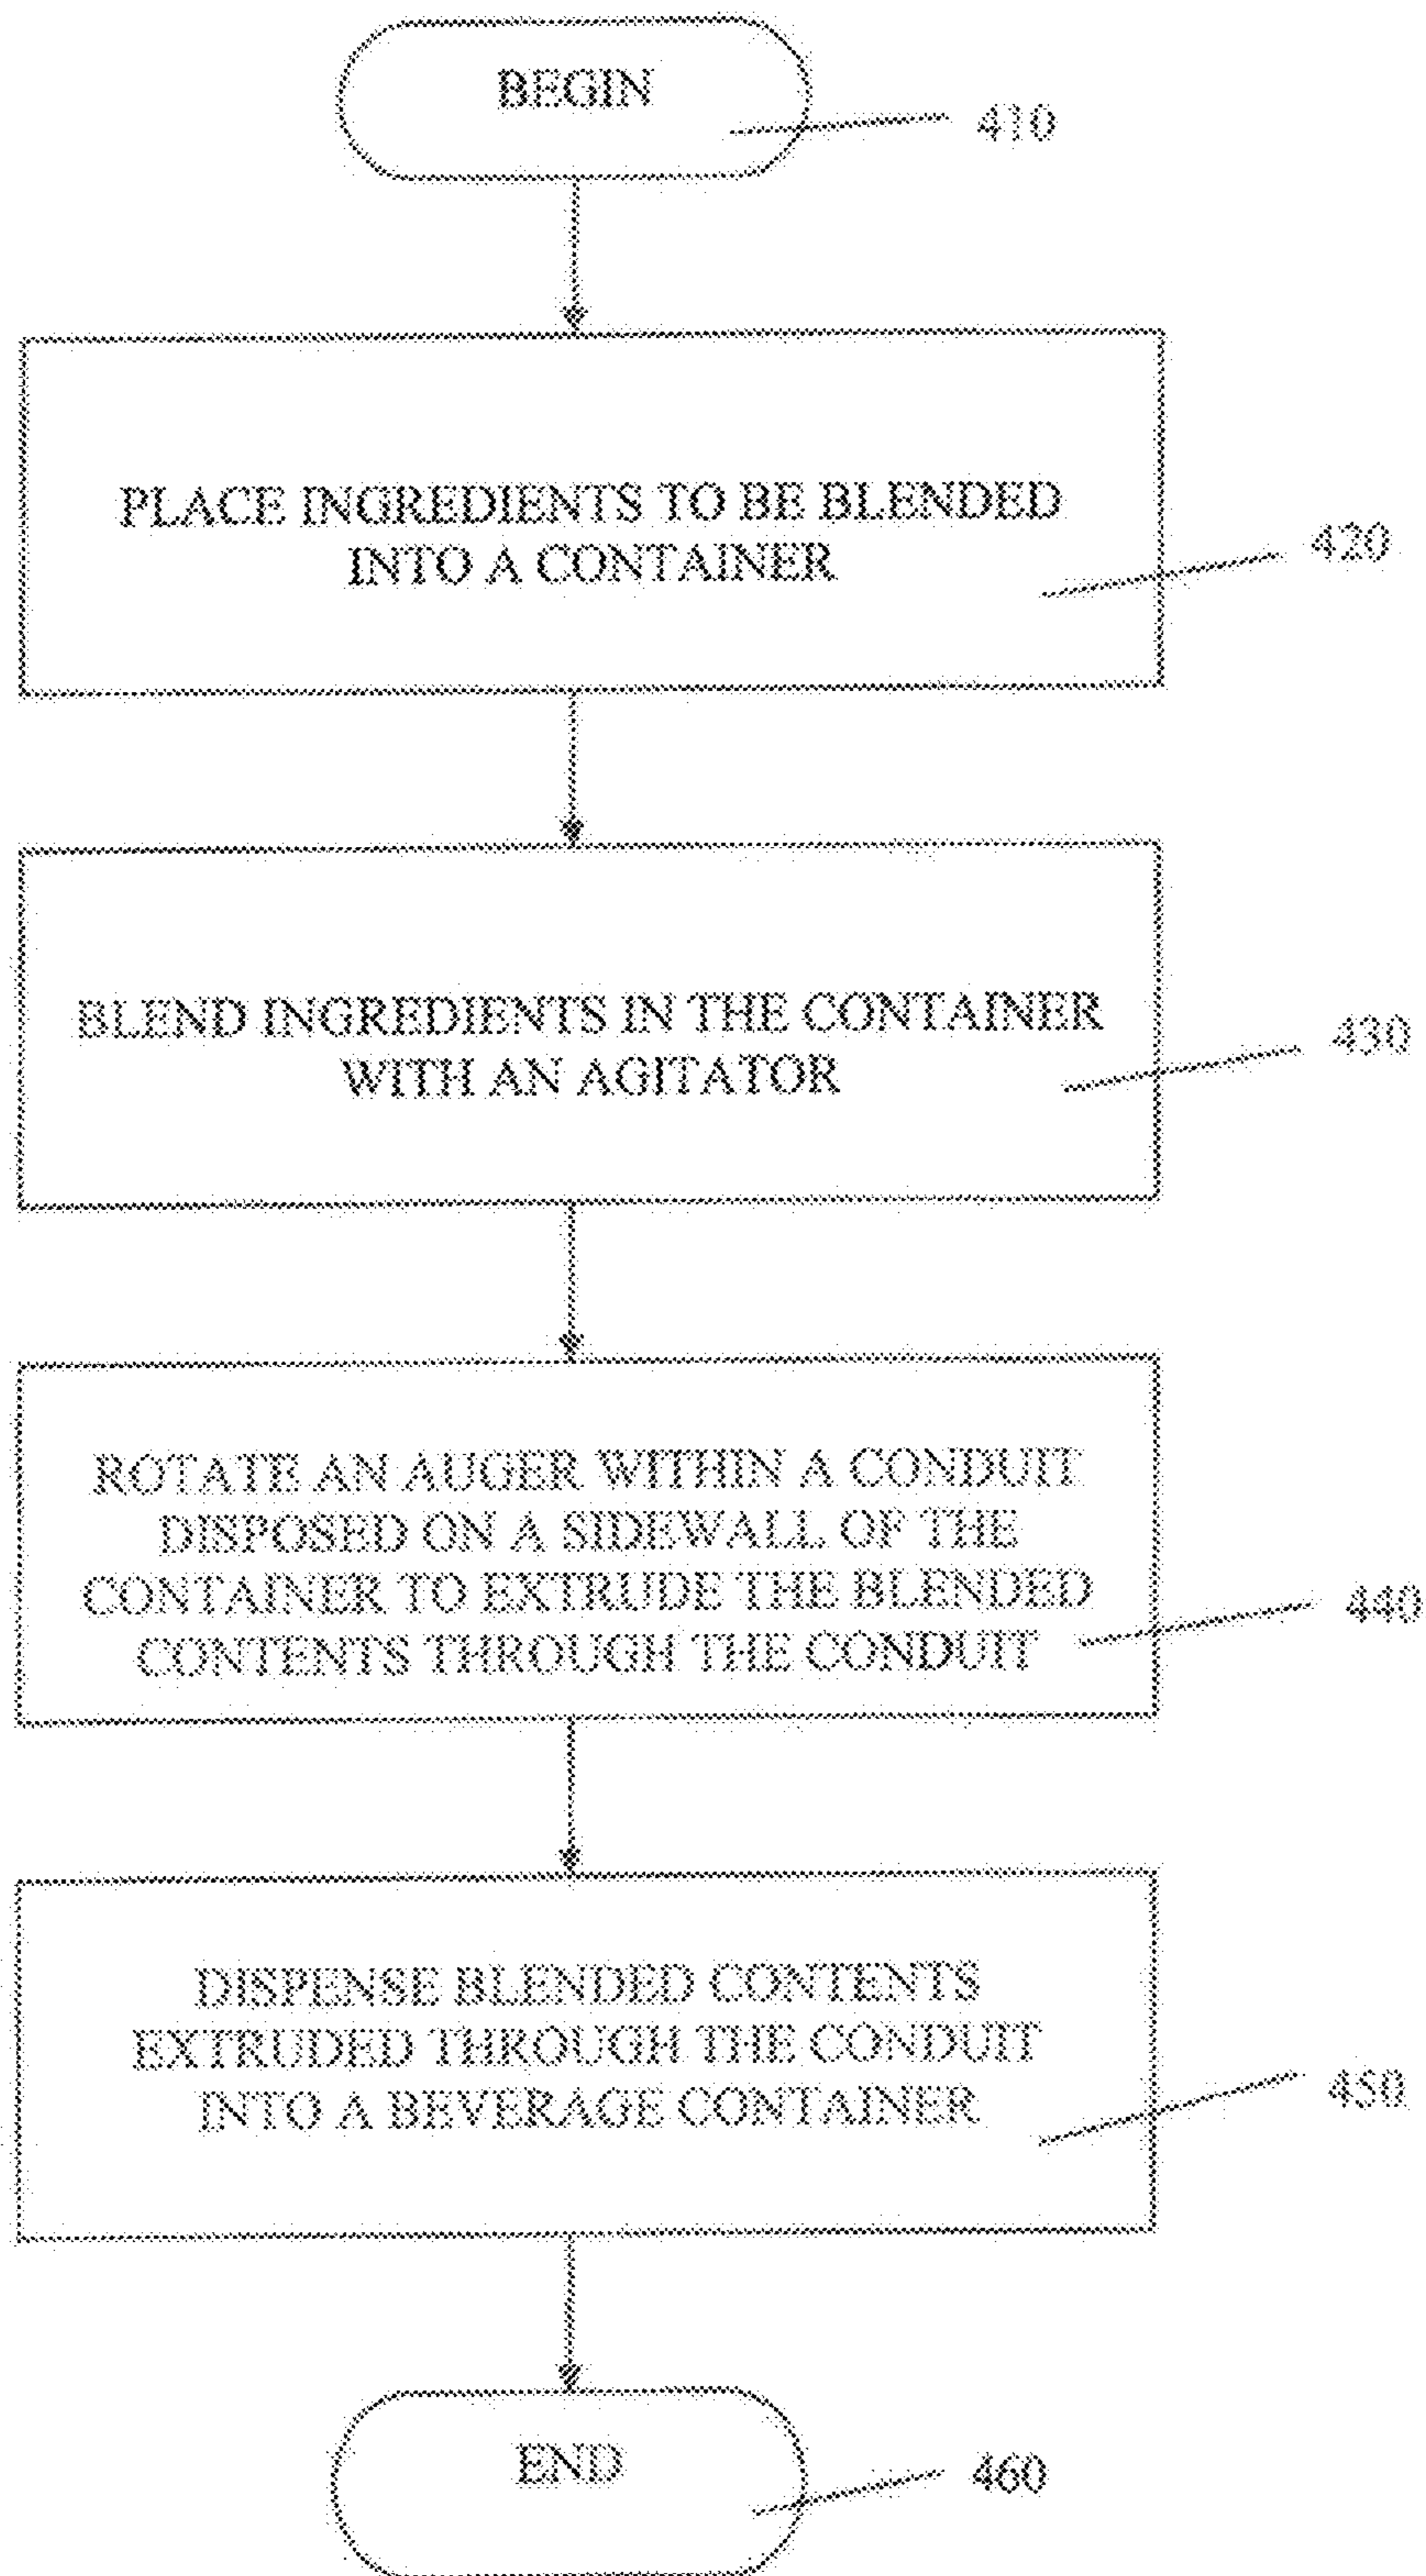 BEGIN
410
PLACE INGREDIENTS TO BE BLENDED
INTO A CONTAINER
420
BLEND INGREDIENTS IN THE CONTAINER
WITH AN AGITATOR
430
ROTATE AN AUGER WITHIN A CONDUIT
DISPOSED ON A SIDEWALL OF THE
CONTAINER TO EXTRUDE THE BLENDED
CONTENTS THROUGH THE CONDUIT
440
DISPENSE BLENDED CONTENTS
EXTRUDED THROUGH THE CONDUIT
INTO A BEVERAGE CONTAINER
450
END
460